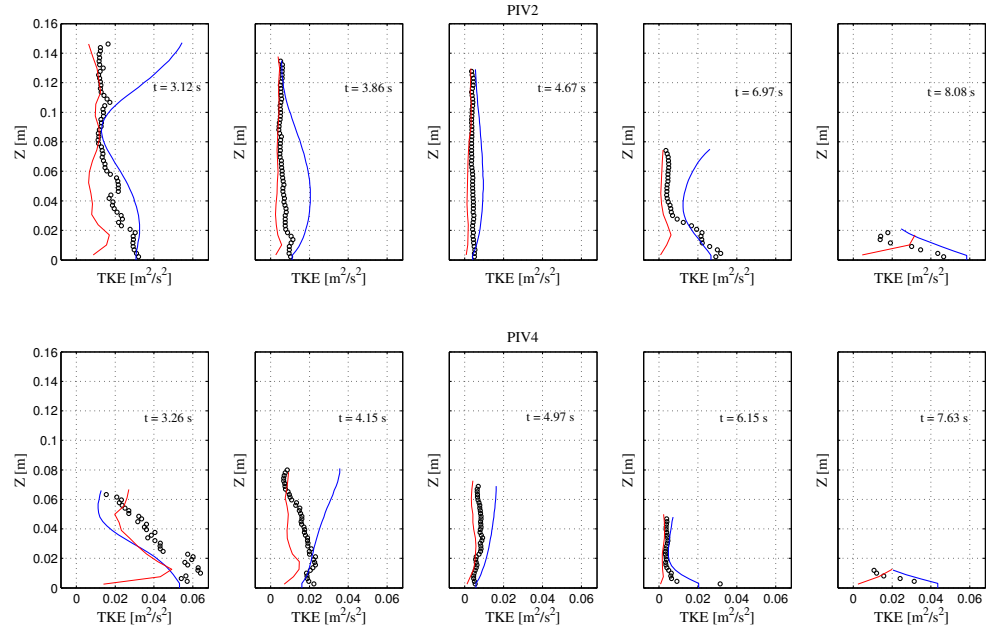 PIV2
0.16
0.14
0.12
0.1
0.08
0.06
0.04
0.02
0
Z [m]
t = 3.12 s
TKE [m²/s²]
Z [m]
t = 3.86 s
TKE [m²/s²]
Z [m]
t = 4.67 s
TKE [m²/s²]
Z [m]
t = 6.97 s
TKE [m²/s²]
Z [m]
t = 8.08 s
TKE [m²/s²]
PIV4
0.16
0.14
0.12
0.1
0.08
0.06
0.04
0.02
0
Z [m]
t = 3.26 s
0 0.02 0.04 0.06
TKE [m²/s²]
Z [m]
t = 4.15 s
0 0.02 0.04 0.06
TKE [m²/s²]
Z [m]
t = 4.97 s
0 0.02 0.04 0.06
TKE [m²/s²]
Z [m]
t = 6.15 s
0 0.02 0.04 0.06
TKE [m²/s²]
Z [m]
t = 7.63 s
0 0.02 0.04 0.06
TKE [m²/s²]